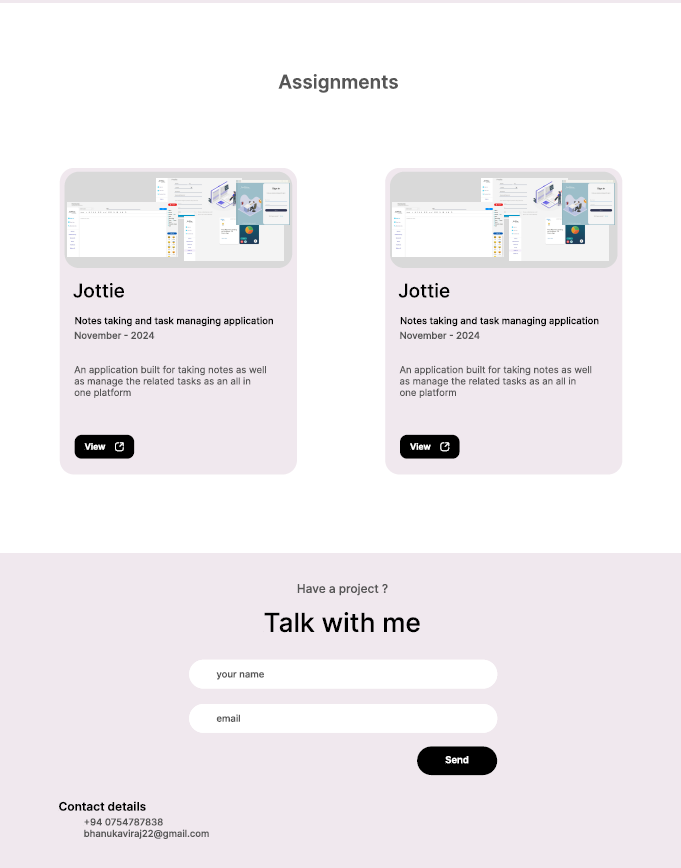 Assignments
Jottie
Notes taking and task managing application
November - 2024
An application built for taking notes as well
as manage the related tasks as an all in
one platform
View
Jottie
Notes taking and task managing application
November - 2024
An application built for taking notes as well
as manage the related tasks as an all in
one platform
View
Have a project ?
Talk with me
your name
email
Send
Contact details
+94 0754787838
bhanukaviraj22@gmail.com